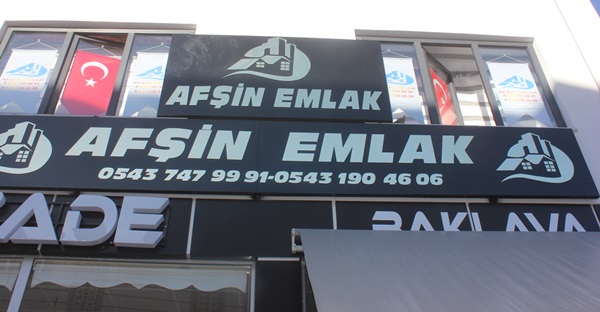 AFŞİN EMLAK
AFŞİN EMLAK
0543 747 99 91-0543 190 46 06
BAKLAVA